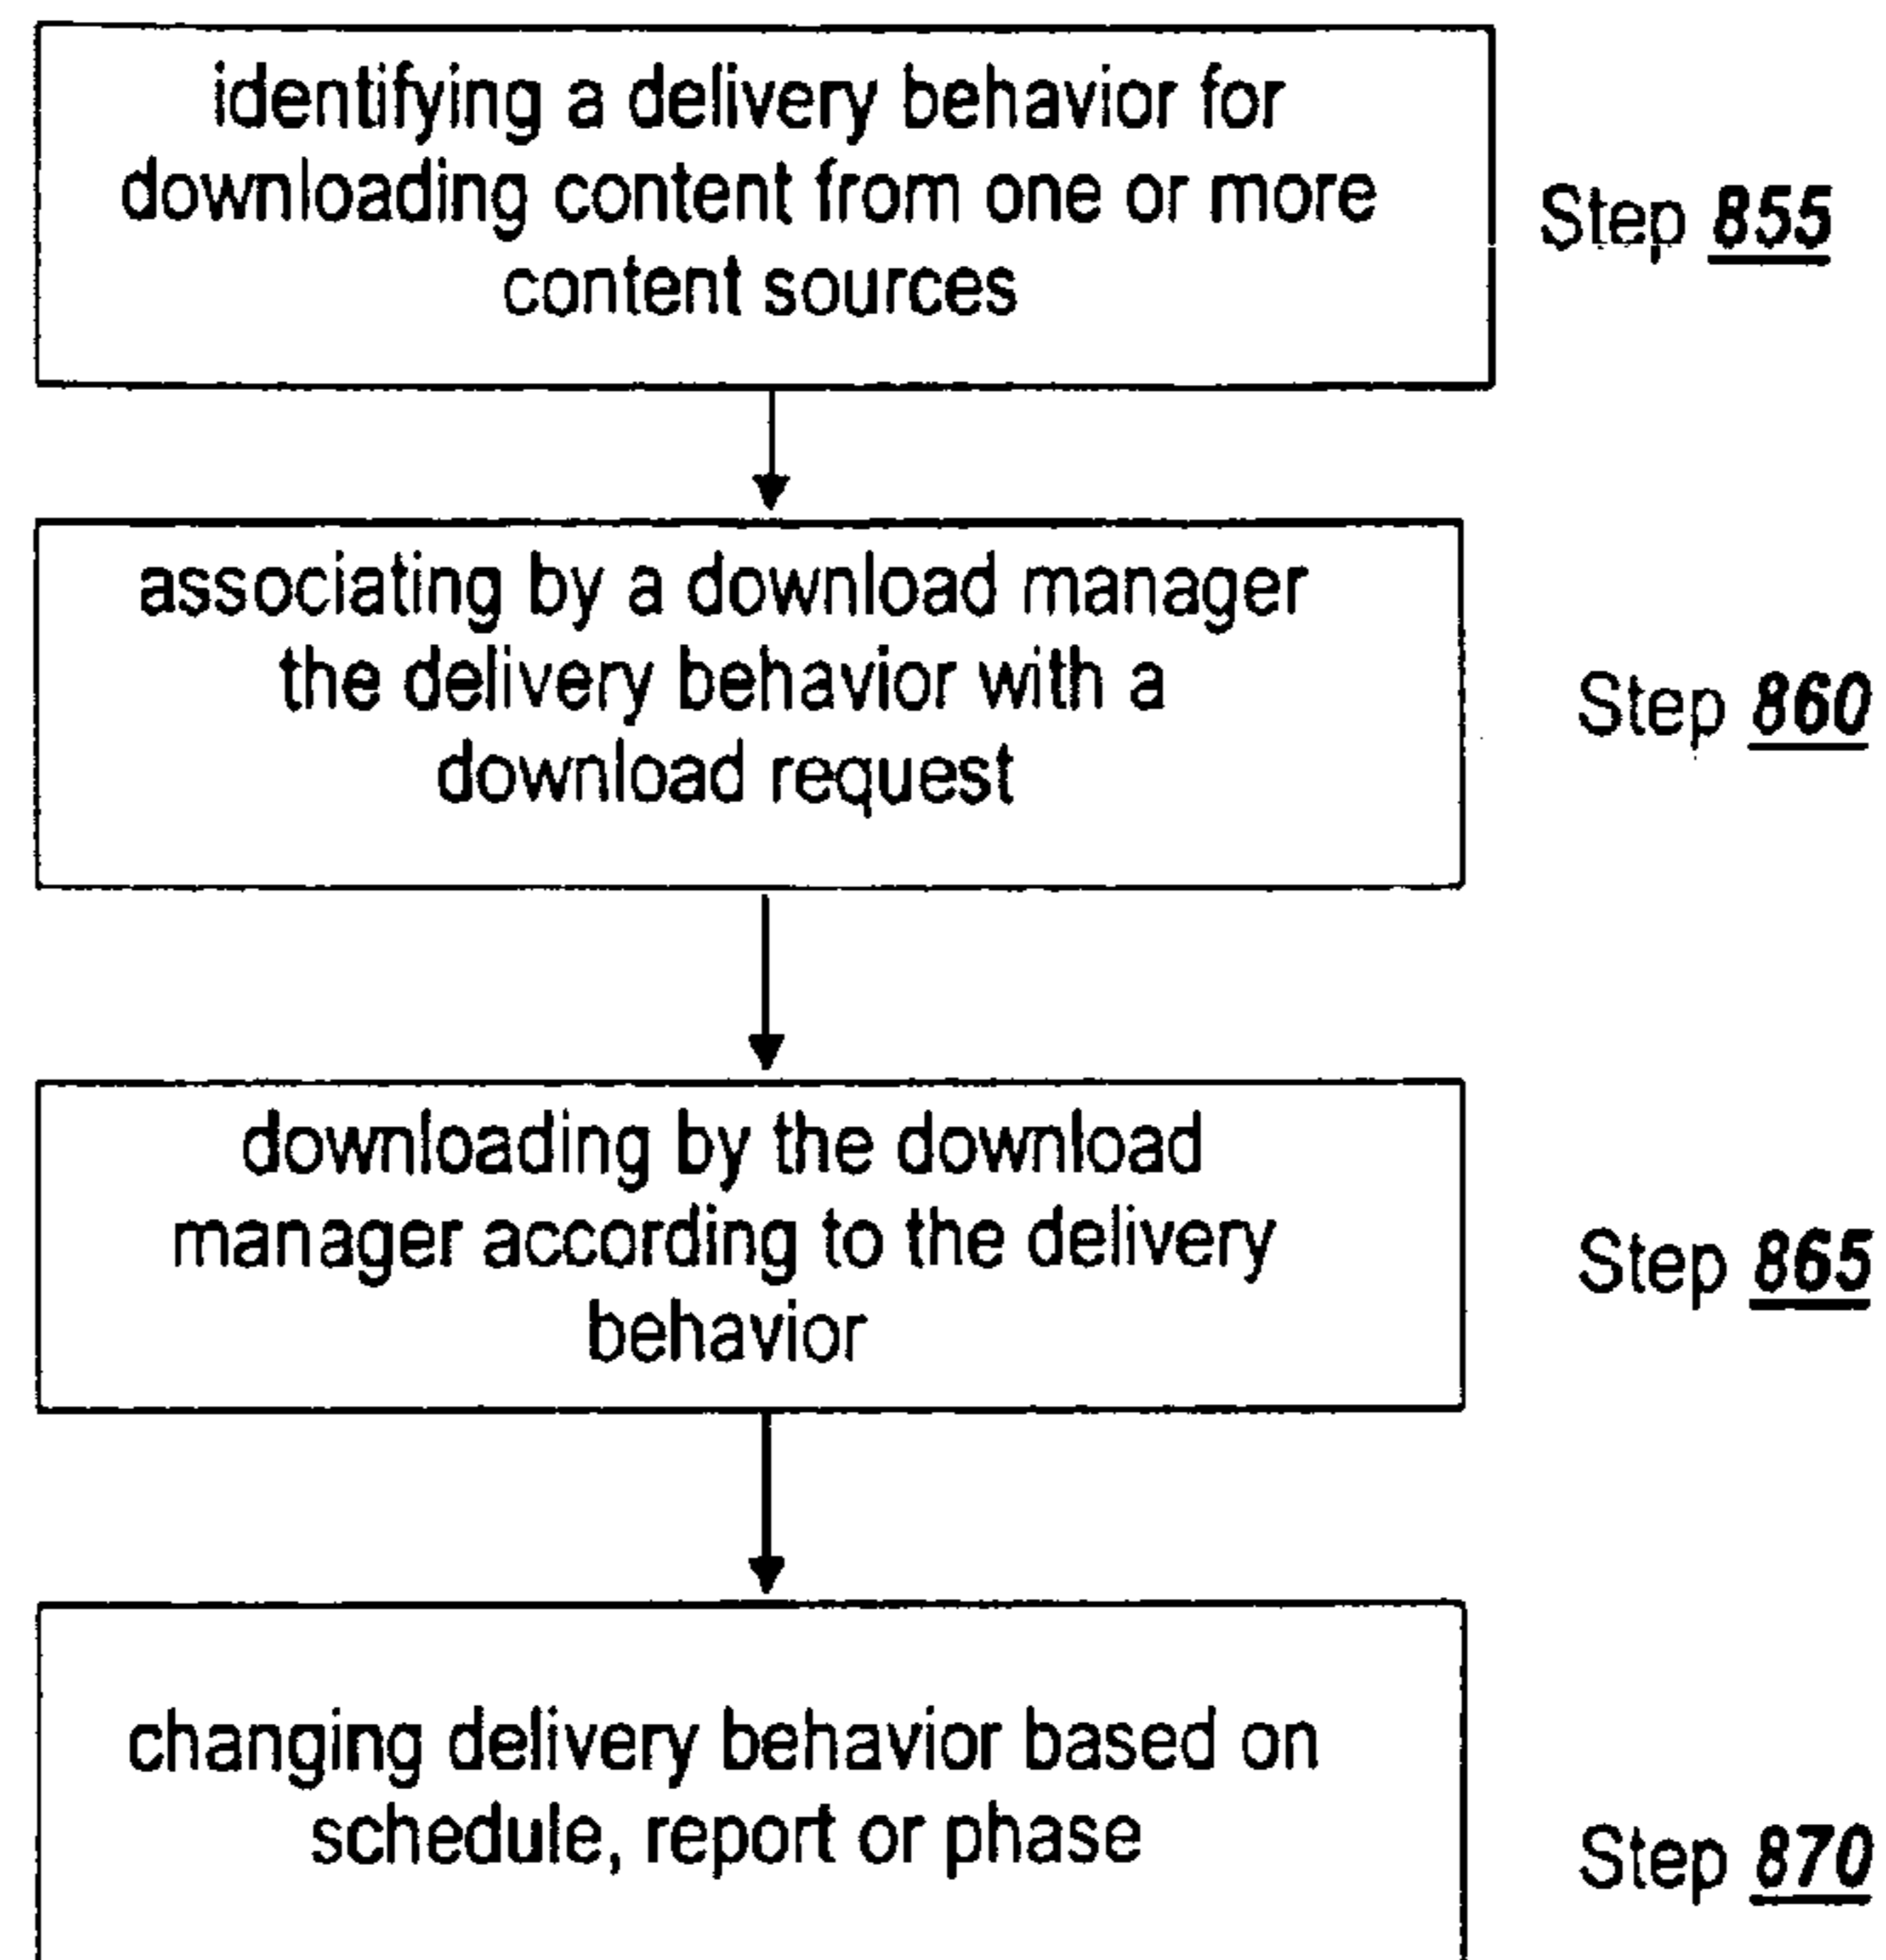 identifying a delivery behavior for
downloading content from one or more
content sources
Step 855
associating by a download manager
the delivery behavior with a
download request
Step 860
downloading by the download
manager according to the delivery
behavior
Step 865
changing delivery behavior based on
schedule, report or phase
Step 870